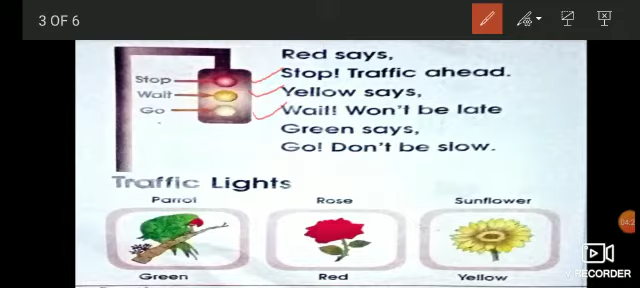 3 OF 6
Red says,
Stop! Traffic ahead.
Yellow says,
Wait! Won't be late
Green says,
Go! Don't be slow.
Stop
Wait
Go
Traffic Lights
Parrot
Rose
Sunflower
Green
Red
Yellow
V RECORDER